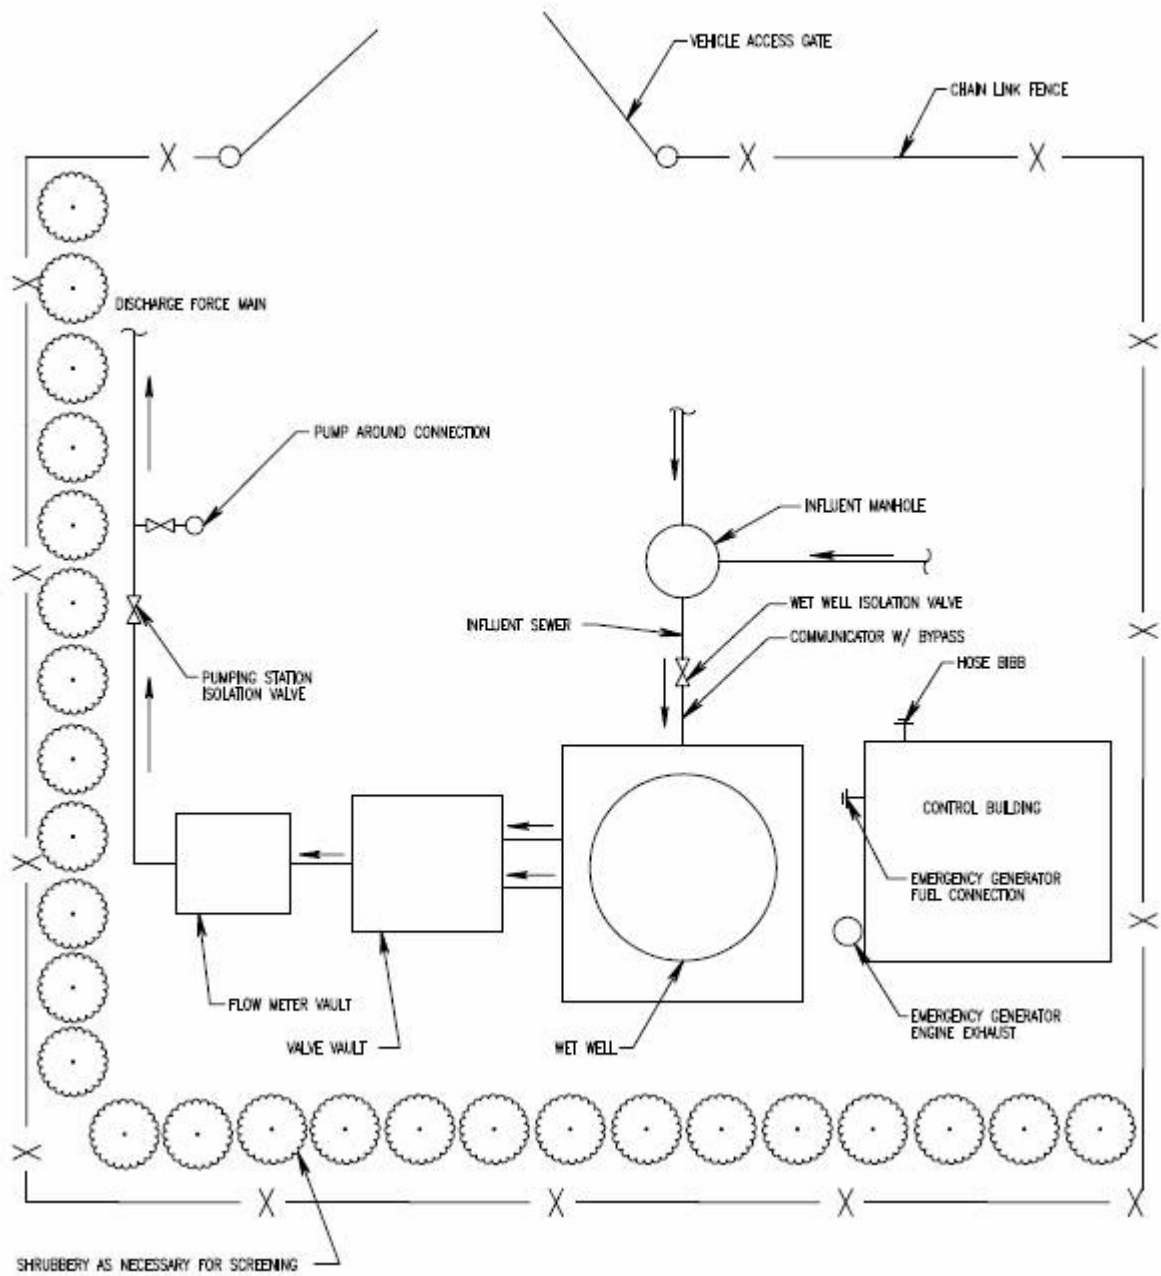 VEHICLE ACCESS GATE
CHAIN LINK FENCE
DISCHARGE FORCE MAIN
PUMP AROUND CONNECTION
INFLUENT MANHOLE
WET WELL ISOLATION VALVE
INFLUENT SEWER
COMMUNICATOR W/ BYPASS
HOSE BIBB
PUMPING STATION
ISOLATION VALVE
CONTROL BUILDING
EMERGENCY GENERATOR
FUEL CONNECTION
FLOW METER VAULT
EMERGENCY GENERATOR
ENGINE EXHAUST
VALVE VAULT
WET WELL
SHRUBBERY AS NECESSARY FOR SCREENING